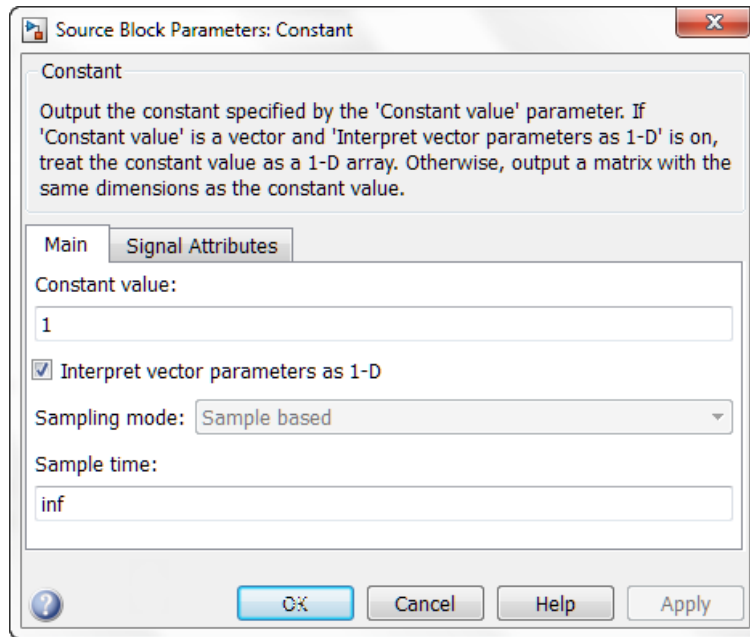 Source Block Parameters: Constant
Constant
Output the constant specified by the 'Constant value' parameter. If
'Constant value' is a vector and 'Interpret vector parameters as 1-D' is on,
treat the constant value as a 1-D array. Otherwise, output a matrix with the
same dimensions as the constant value.
Main Signal Attributes
Constant value:
1
Interpret vector parameters as 1-D
Sampling mode: Sample based
Sample time:
inf
OK Cancel Help Apply